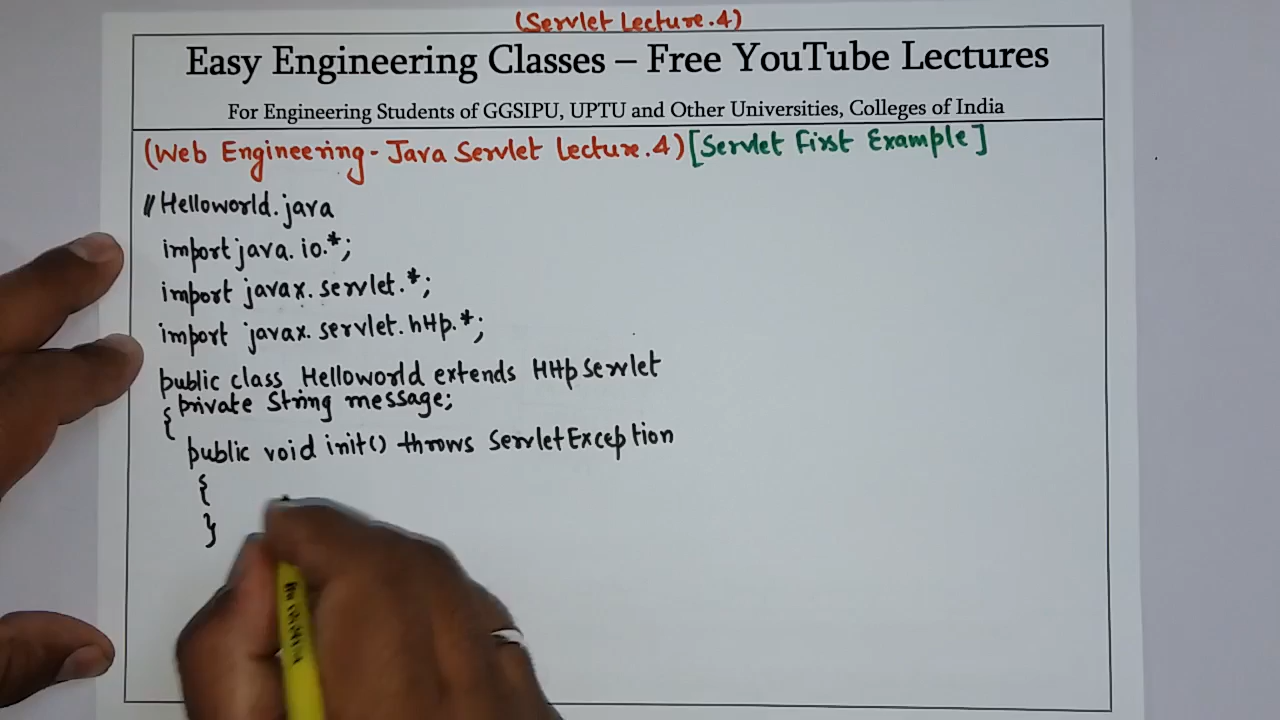 (Servlet Lecture.4)
Easy Engineering Classes – Free YouTube Lectures
For Engineering Students of GGSIPU, UPTU and Other Universities, Colleges of India
(Web Engineering - Java Servlet Lecture.4) [Servlet First Example]
// Helloworld.java
import java.io.*;
import javax.servlet.*;
import javax.servlet.http.*;
public class Helloworld extends HttpServlet
{ private String message;
public void init() throws ServletException
{
}